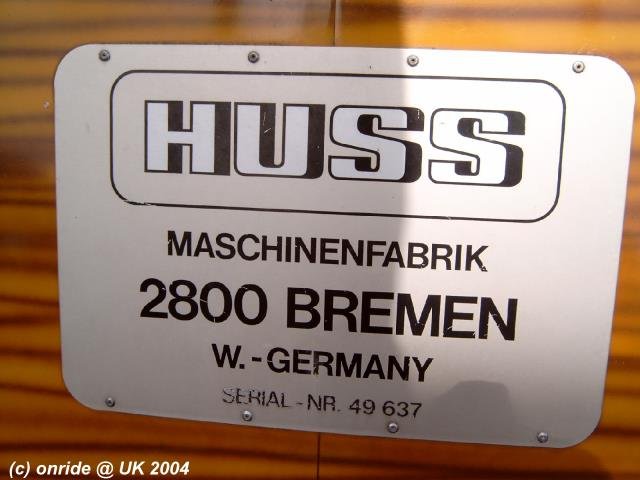 HUSS
MASCHINENFABRIK
2800 BREMEN
W.-GERMANY
SERIAL-NR. 49 637
(c) onride @ UK 2004